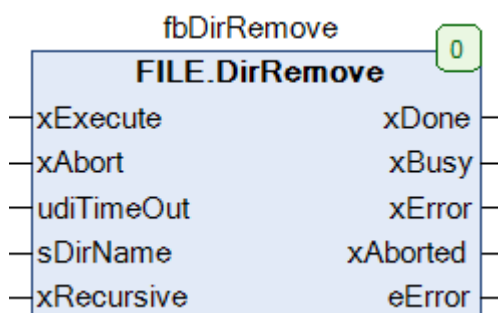 fbDirRemove
0
FILE.DirRemove
xExecute xDone
xAbort xBusy
udiTimeOut xError
sDirName xAborted
xRecursive eError